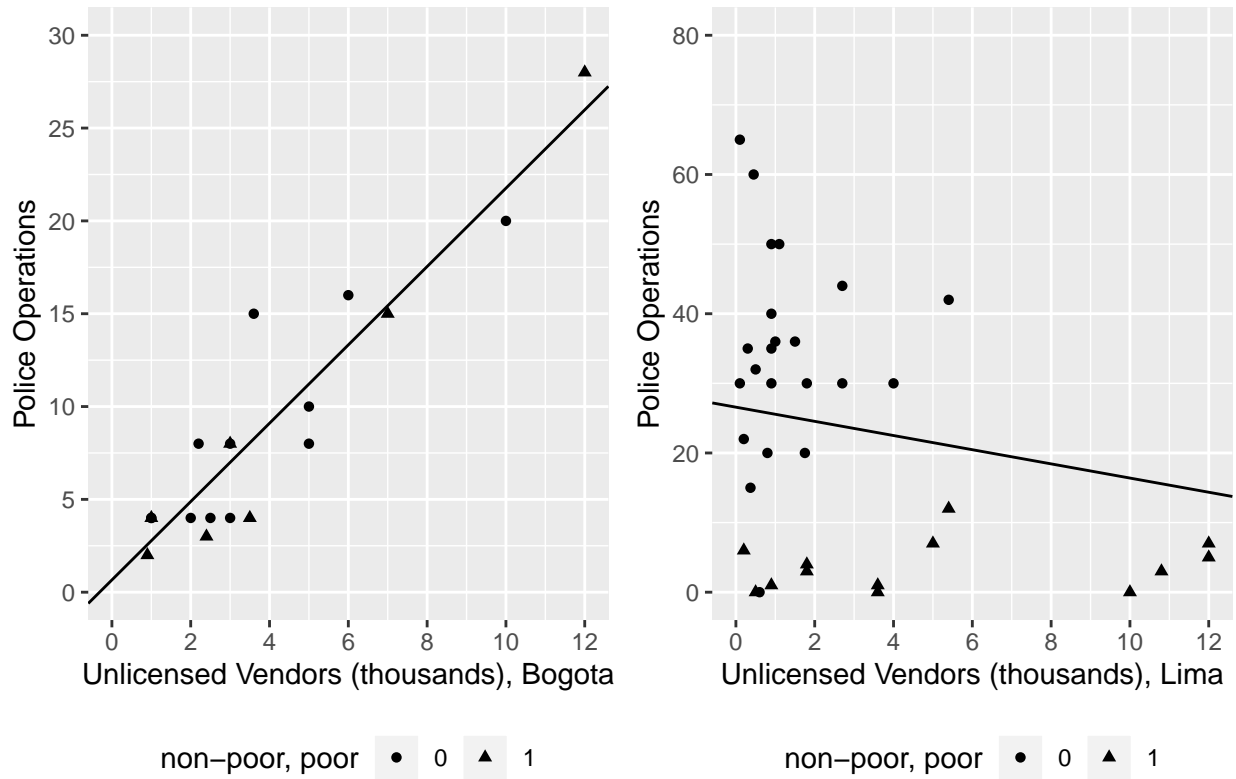 30
25
20
15
10
5
0
Police Operations
0 2 4 6 8 10 12
Unlicensed Vendors (thousands), Bogota
non−poor, poor 0 1
80
60
40
20
0
Police Operations
0 2 4 6 8 10 12
Unlicensed Vendors (thousands), Lima
non−poor, poor 0 1